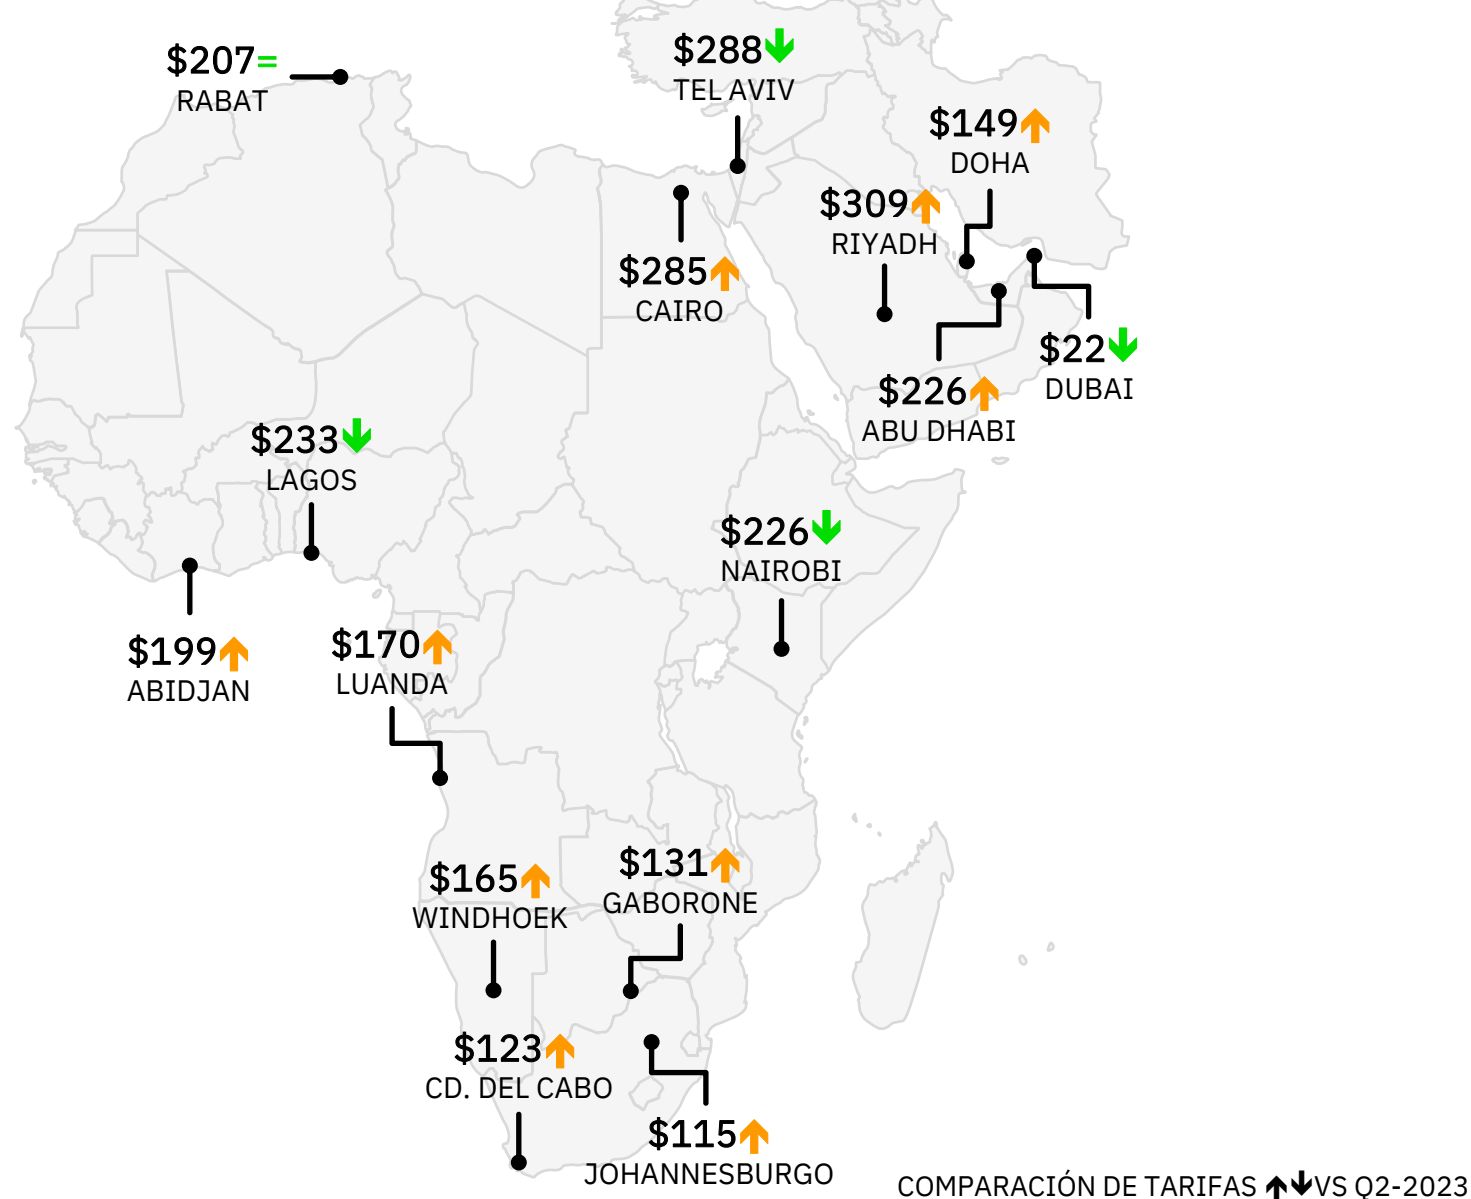 $207=
RABAT
$288↓
TEL AVIV
$149↑
DOHA
$309↑
RIYADH
$285↑
CAIRO
$22↓
DUBAI
$226↑
ABU DHABI
$233↓
LAGOS
$226↓
NAIROBI
$199↑
ABIDJAN
$170↑
LUANDA
$165↑
WINDHOEK
$131↑
GABORONE
$123↑
CD. DEL CABO
$115↑
JOHANNESBURGO
COMPARACIÓN DE TARIFAS ↑↓VS Q2-2023